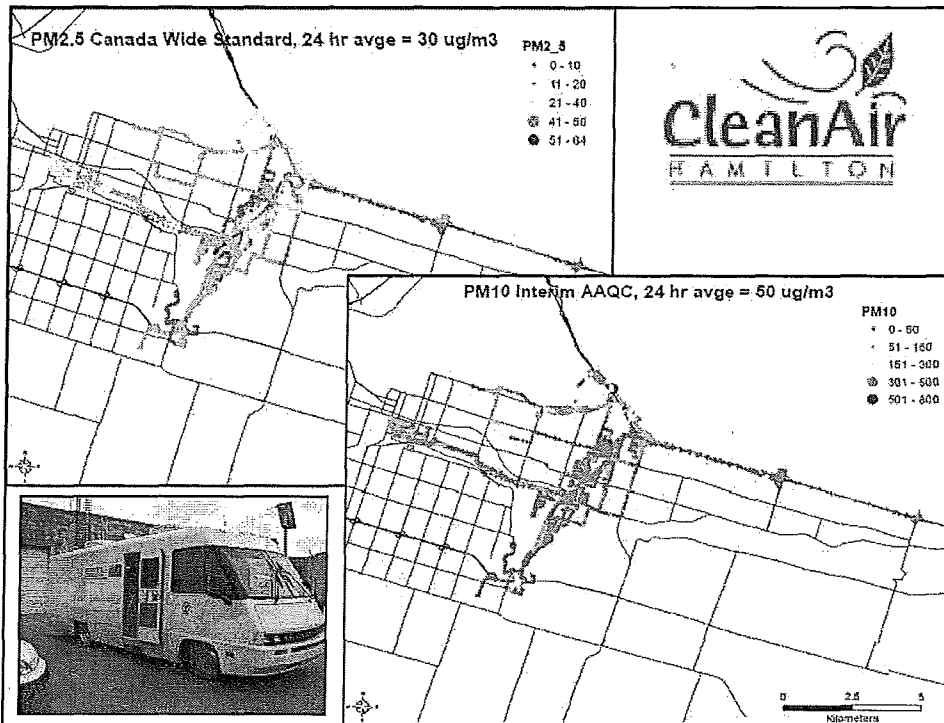 PM2.5 Canada Wide Standard, 24 hr avge = 30 ug/m3
PM2_5
0 - 10
11 - 20
21 - 40
41 - 50
51 - 64
CleanAir
HAMILTON
PM10 Interim AAQC, 24 hr avge = 50 ug/m3
PM10
0 - 50
51 - 150
151 - 300
301 - 500
501 - 800
0 2.5 5
Kilometers